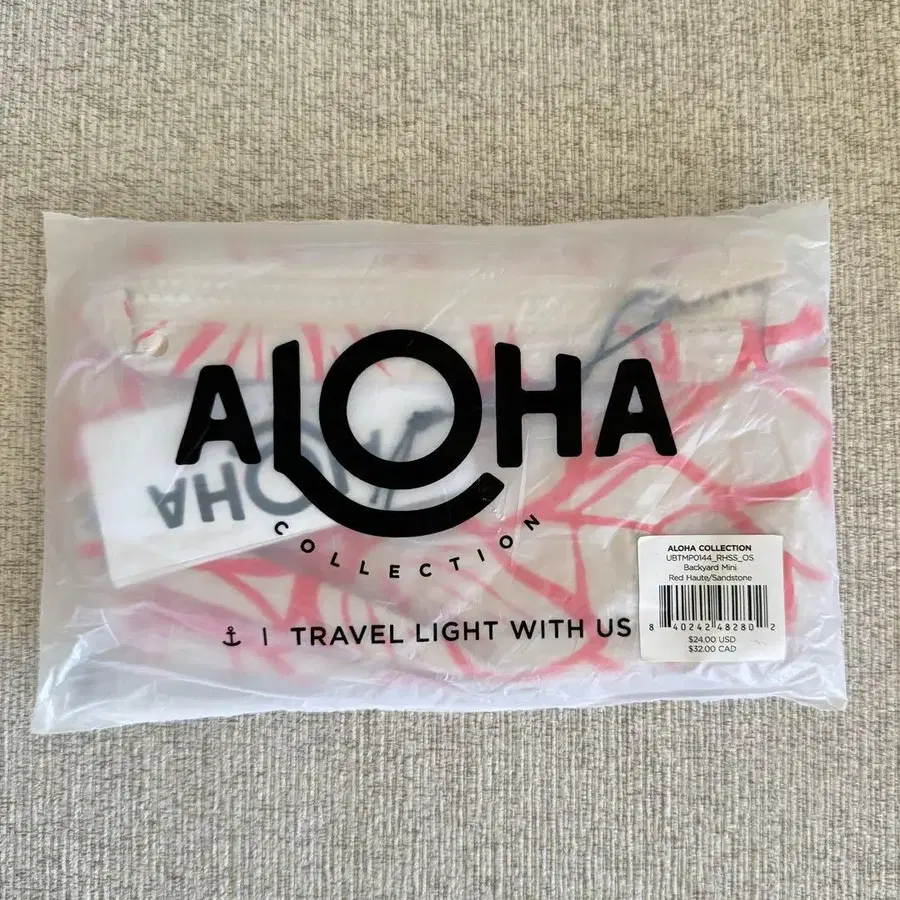 ALOHA
COLLECTION
TRAVEL LIGHT WITH US
ALOHA
ALOHA COLLECTION
UBTMP0144_RHSS_OS
Backyard Mini
Red Haute/Sandstone
8 40242 48280 2
$24.00 USD
$32.00 CAD